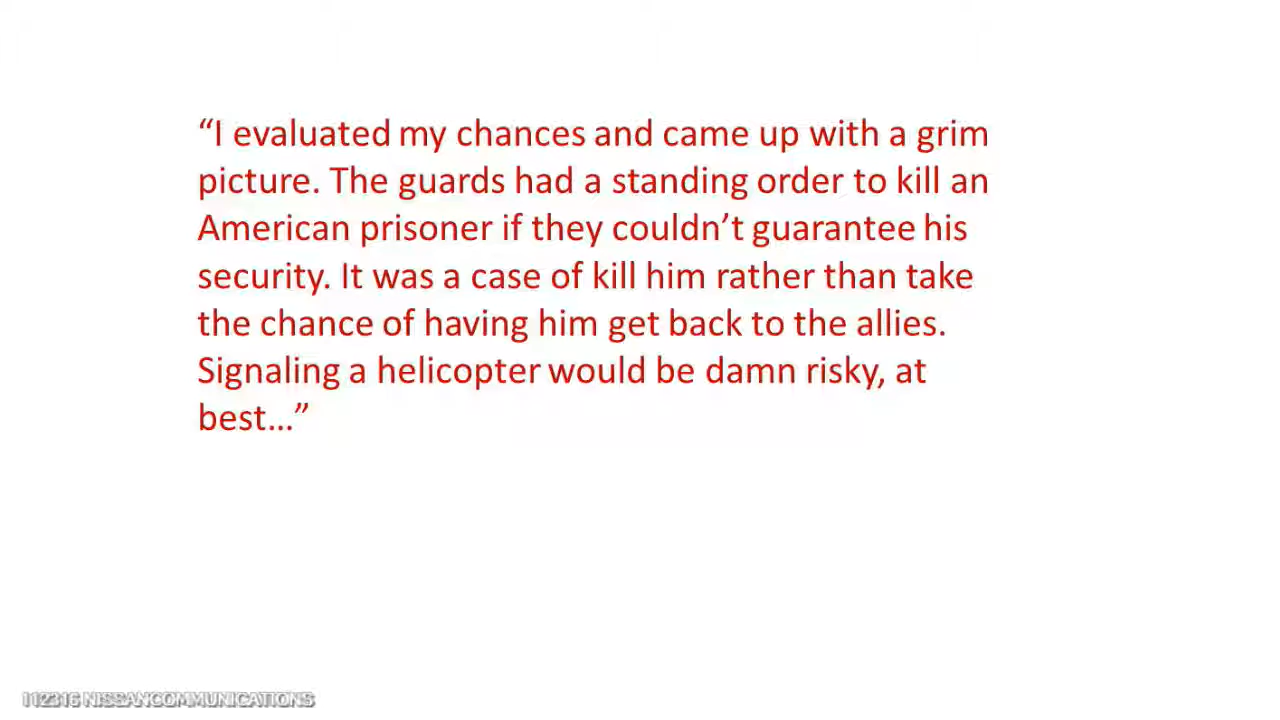 “I evaluated my chances and came up with a grim
picture. The guards had a standing order to kill an
American prisoner if they couldn’t guarantee his
security. It was a case of kill him rather than take
the chance of having him get back to the allies.
Signaling a helicopter would be damn risky, at
best…”
112316 NISSANCOMMUNICATIONS